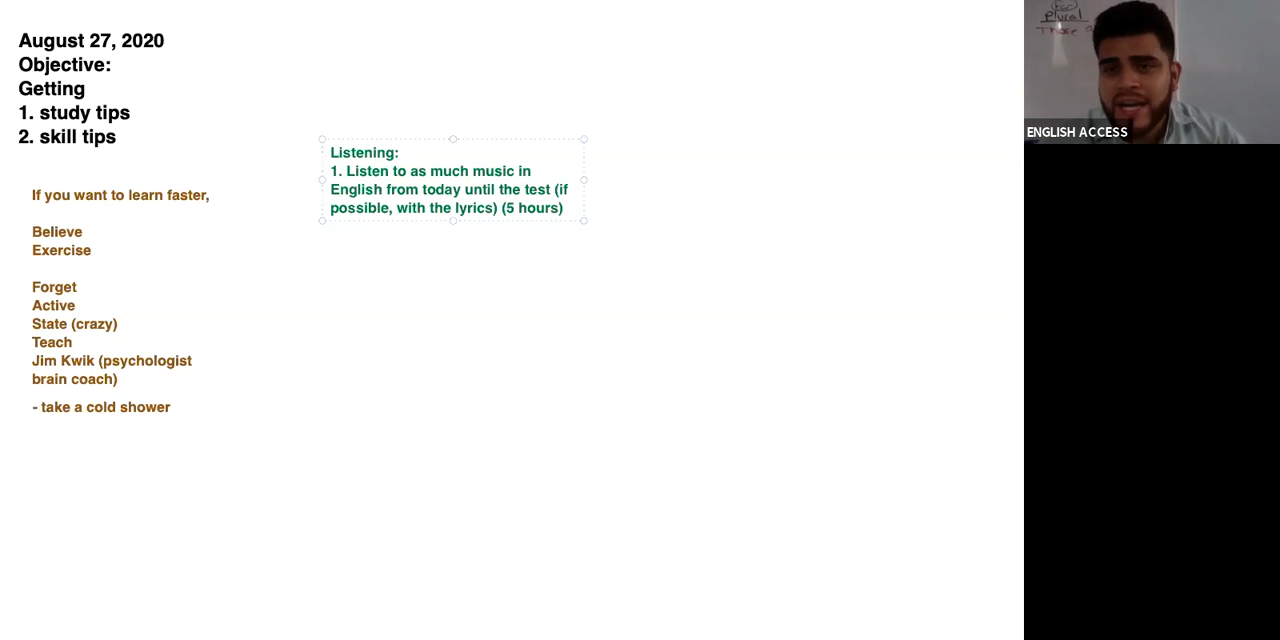 August 27, 2020
Objective:
Getting
1. study tips
2. skill tips
If you want to learn faster,
Believe
Exercise
Forget
Active
State (crazy)
Teach
Jim Kwik (psychologist
brain coach)
- take a cold shower
Listening:
1. Listen to as much music in
English from today until the test (if
possible, with the lyrics) (5 hours)
Plural
Those
ENGLISH ACCESS